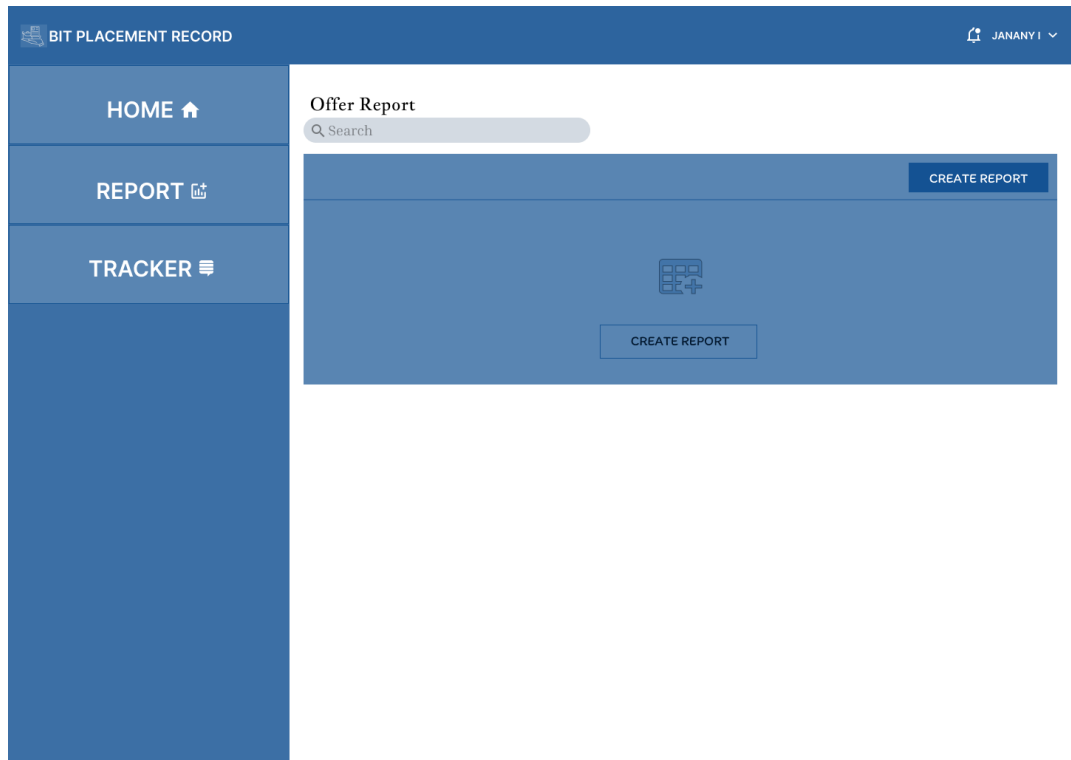 BIT PLACEMENT RECORD
JANANY I
HOME
REPORT
TRACKER
Offer Report
Search
CREATE REPORT
CREATE REPORT